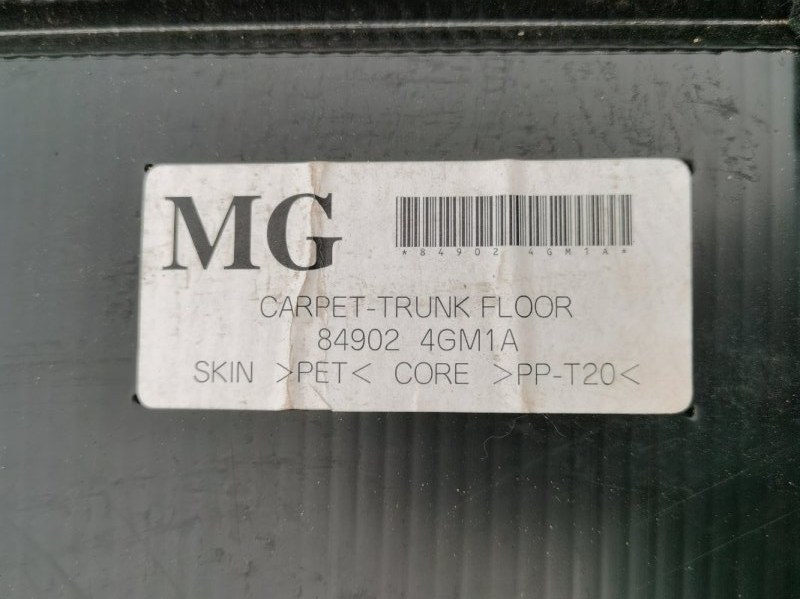 MG
*84902 4GM1A*
CARPET-TRUNK FLOOR
84902 4GM1A
SKIN >PET< CORE >PP-T20<